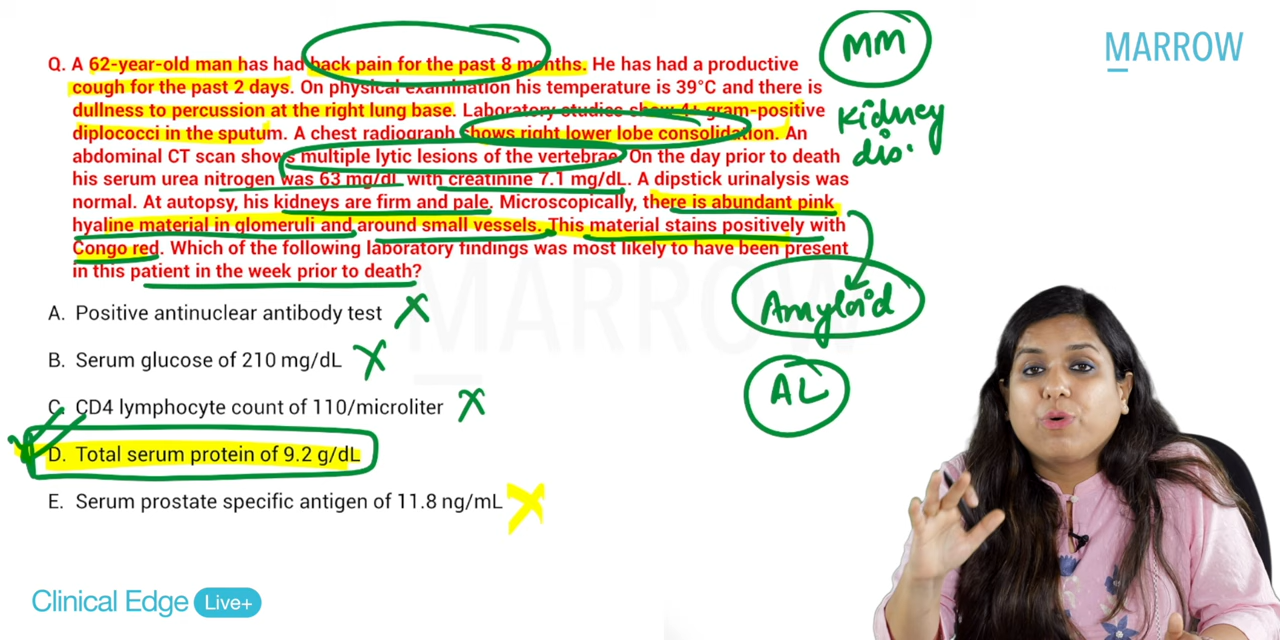 MARROW
MM
Kidney
dis.
Q. A 62-year-old man has had back pain for the past 8 months. He has had a productive
cough for the past 2 days. On physical examination his temperature is 39°C and there is
dullness to percussion at the right lung base. Laboratory studies show 4+ gram-positive
diplococci in the sputum. A chest radiograph shows right lower lobe consolidation. An
abdominal CT scan shows multiple lytic lesions of the vertebrae. On the day prior to death
his serum urea nitrogen was 63 mg/dL with creatinine 7.1 mg/dL. A dipstick urinalysis was
normal. At autopsy, his kidneys are firm and pale. Microscopically, there is abundant pink
hyaline material in glomeruli and around small vessels. This material stains positively with
Congo red. Which of the following laboratory findings was most likely to have been present
in this patient in the week prior to death?
Amyloid
AL
A. Positive antinuclear antibody test
B. Serum glucose of 210 mg/dL
C. CD4 lymphocyte count of 110/microliter
D. Total serum protein of 9.2 g/dL
E. Serum prostate specific antigen of 11.8 ng/mL
MARROW
Clinical Edge Live+